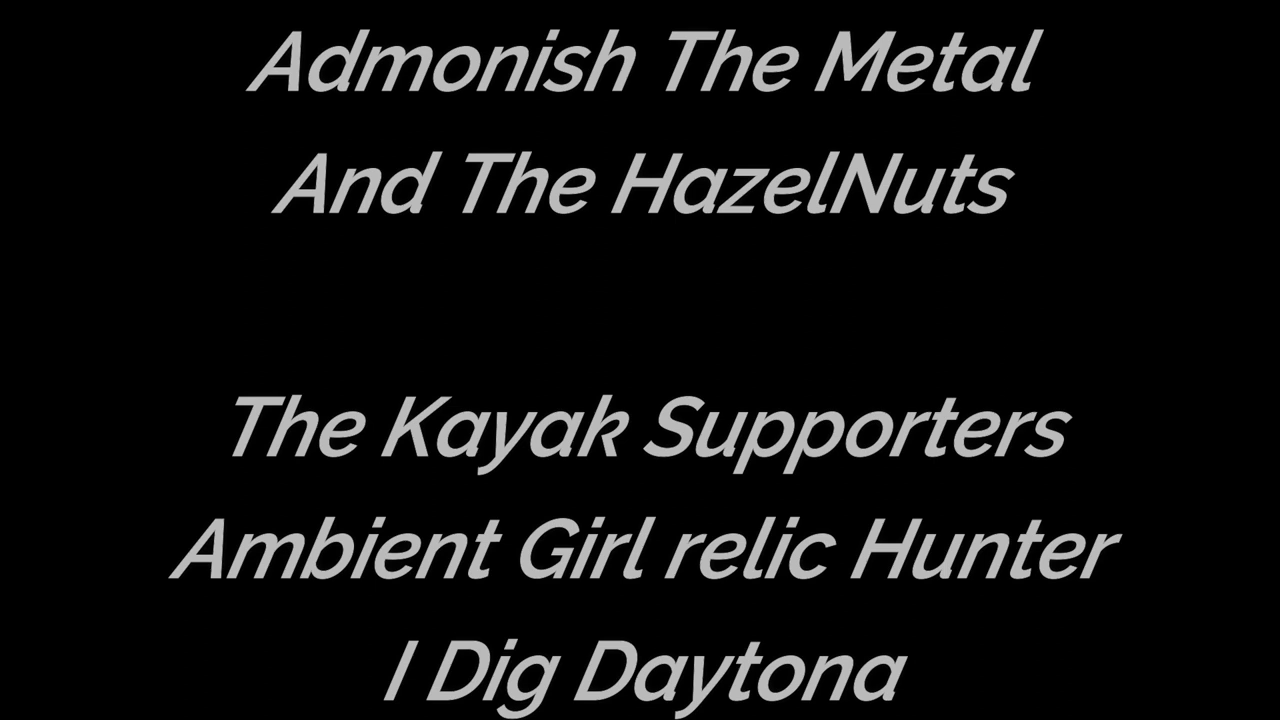 Admonish The Metal
And The HazelNuts
The Kayak Supporters
Ambient Girl relic Hunter
I Dig Daytona